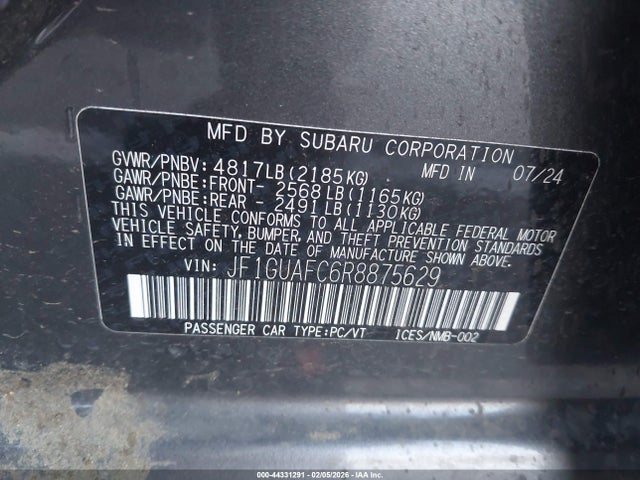 MFD BY SUBARU CORPORATION
GVWR/PNBV: 4817LB(2185KG) MFD IN 07/24
GAWR/PNBE:FRONT- 2568LB(1165KG)
GAWR/PNBE:REAR - 2491LB(1130KG)
THIS VEHICLE CONFORMS TO ALL APPLICABLE FEDERAL MOTOR
VEHICLE SAFETY, BUMPER, AND THEFT PREVENTION STANDARDS
IN EFFECT ON THE DATE OF MANUFACTURE SHOWN ABOVE.
VIN: JF1GUAFC6R8875629
PASSENGER CAR TYPE:PC/VT ICES/NMB-002
000-44331291 - 02/05/2026 - IAA Inc.